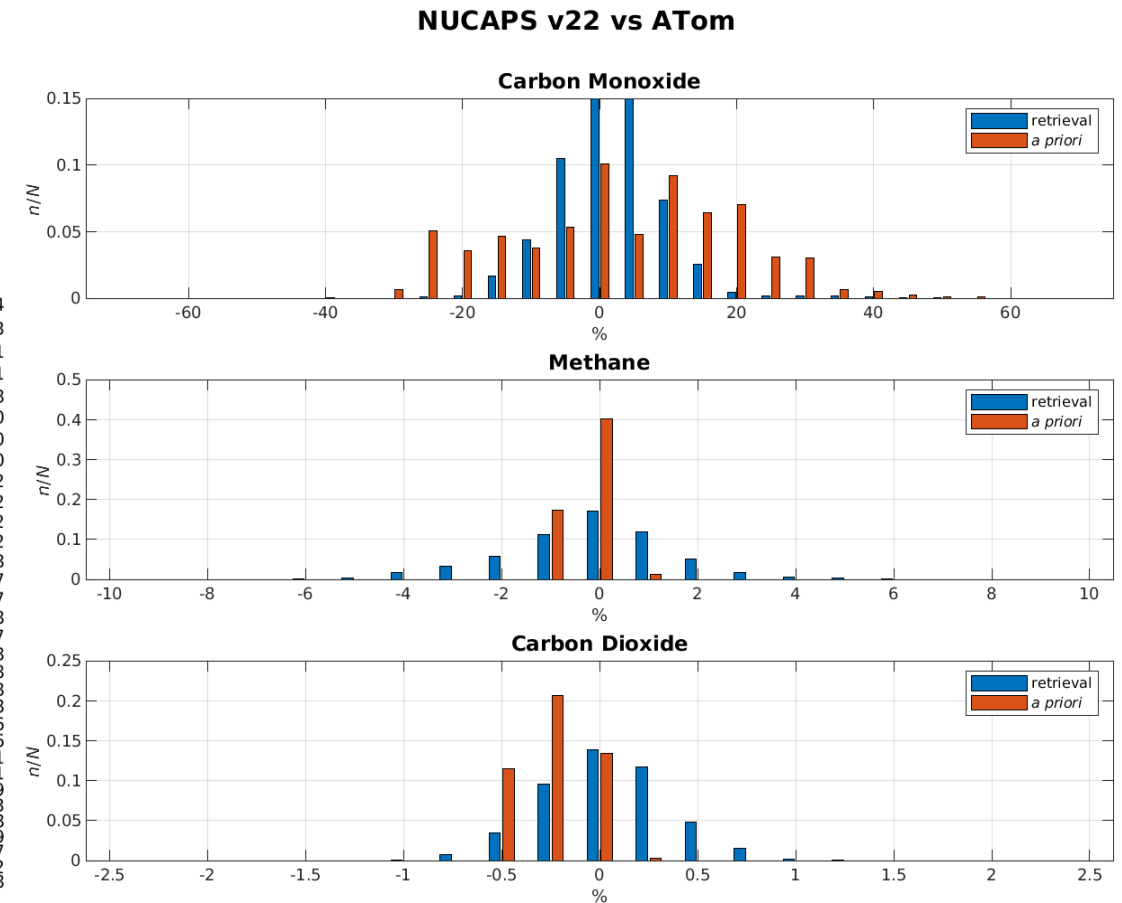 NUCAPS v22 vs ATom
Carbon Monoxide
0.15
0.1
0.05
0
n/N
-60 -40 -20 0 20 40 60
%
retrieval
a priori
Methane
0.5
0.4
0.3
0.2
0.1
0
n/N
-10 -8 -6 -4 -2 0 2 4 6 8 10
%
retrieval
a priori
Carbon Dioxide
0.25
0.2
0.15
0.1
0.05
0
n/N
-2.5 -2 -1.5 -1 -0.5 0 0.5 1 1.5 2 2.5
%
retrieval
a priori